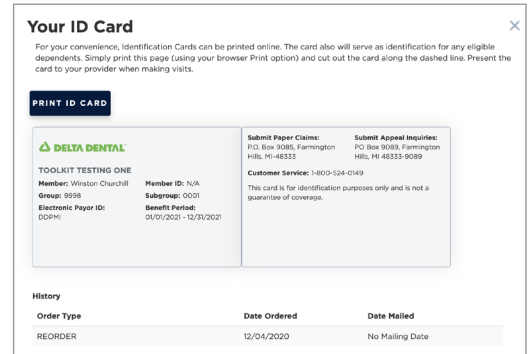 Your ID Card
For your convenience, Identification Cards can be printed online. The card also will serve as identification for any eligible
dependents. Simply print this page (using your browser Print option) and cut out the card along the dashed line. Present the
card to your provider when making visits.
PRINT ID CARD
DELTA DENTAL
TOOLKIT TESTING ONE
Member: Winston Churchill
Member ID: N/A
Group: 9998
Subgroup: 0001
Electronic Payor ID:
DDPMI
Benefit Period:
01/01/2021 - 12/31/2021
Submit Paper Claims:
P.O. Box 9085, Farmington
Hills, MI-48333
Submit Appeal Inquiries:
PO Box 9089, Farmington
Hills, MI 48333-9089
Customer Service: 1-800-524-0149
This card is for identification purposes only and is not a
guarantee of coverage.
History
Order Type Date Ordered Date Mailed
REORDER 12/04/2020 No Mailing Date